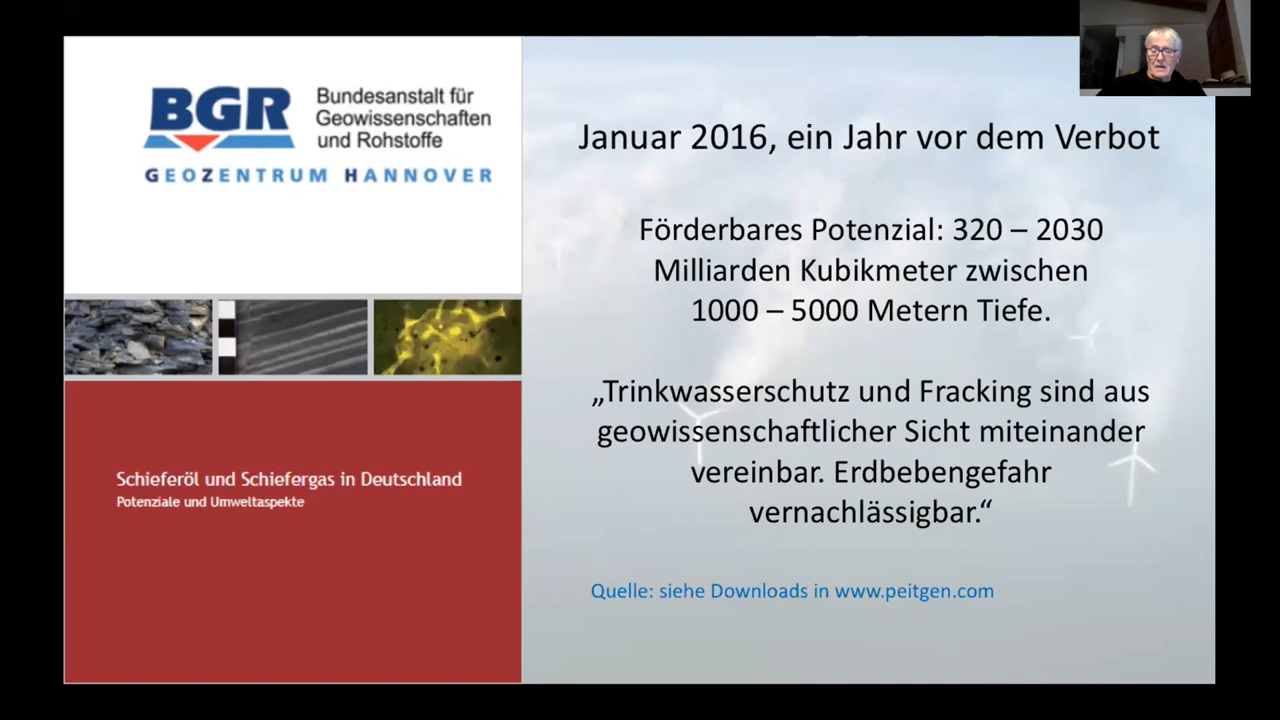 BGR
Bundesanstalt für
Geowissenschaften
und Rohstoffe
GEOZENTRUM HANNOVER
Schieferöl und Schiefergas in Deutschland
Potenziale und Umweltaspekte
Januar 2016, ein Jahr vor dem Verbot
Förderbares Potenzial: 320 – 2030
Milliarden Kubikmeter zwischen
1000 – 5000 Metern Tiefe.
„Trinkwasserschutz und Fracking sind aus
geowissenschaftlicher Sicht miteinander
vereinbar. Erdbebengefahr
vernachlässigbar.“
Quelle: siehe Downloads in www.peitgen.com